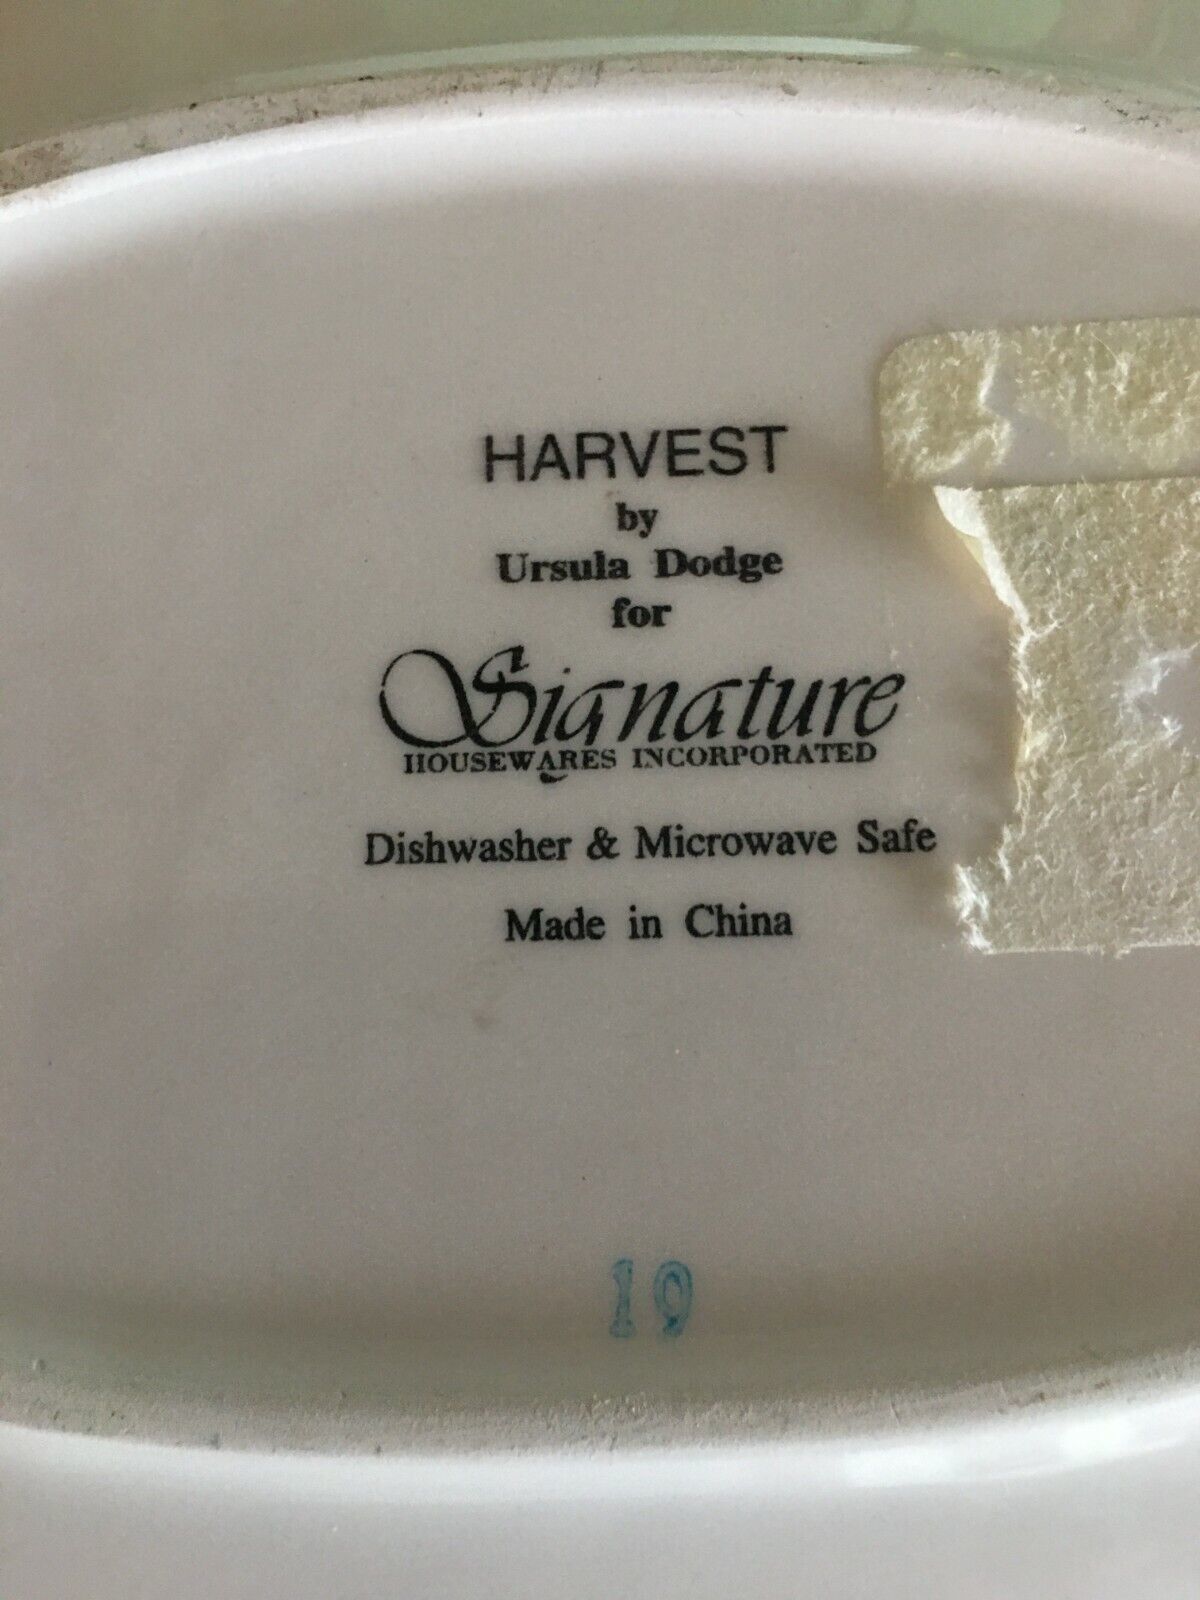 HARVEST
by
Ursula Dodge
for
Signature
HOUSEWARES INCORPORATED
Dishwasher & Microwave Safe
Made in China
19